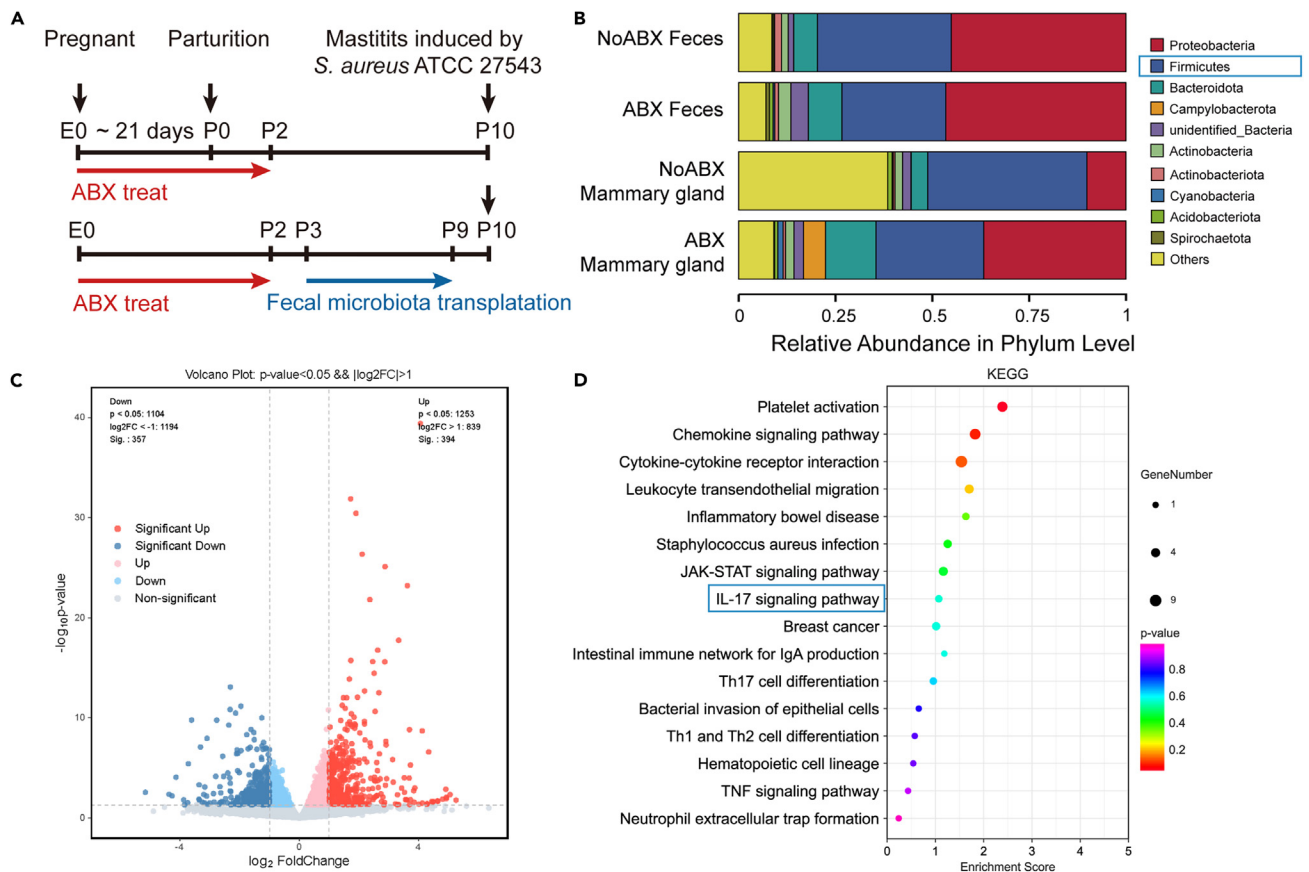 A
Pregnant
Parturition
Mastitits induced by
S. aureus ATCC 27543
E0 ~ 21 days P0 P2 P10
ABX treat
E0 P2 P3 P9 P10
ABX treat
Fecal microbiota transplatation
B
NoABX Feces
ABX Feces
NoABX
Mammary gland
ABX
Mammary gland
0 0.25 0.5 0.75 1
Relative Abundance in Phylum Level
Proteobacteria
Firmicutes
Bacteroidota
Campylobacterota
unidentified_Bacteria
Actinobacteria
Actinobacteriota
Cyanobacteria
Acidobacteriota
Spirochaetota
Others
C
Volcano Plot: p-value<0.05 && |log2FC|>1
Down
p < 0.05: 1104
log2FC < -1: 1194
Sig. : 357
Up
p < 0.05: 1253
log2FC > 1: 839
Sig. : 394
Significant Up
Significant Down
Up
Down
Non-significant
-log10p-value
40
30
20
10
0
-4 0 4
log2 FoldChange
D
KEGG
Platelet activation
Chemokine signaling pathway
Cytokine-cytokine receptor interaction
Leukocyte transendothelial migration
Inflammatory bowel disease
Staphylococcus aureus infection
JAK-STAT signaling pathway
IL-17 signaling pathway
Breast cancer
Intestinal immune network for IgA production
Th17 cell differentiation
Bacterial invasion of epithelial cells
Th1 and Th2 cell differentiation
Hematopoietic cell lineage
TNF signaling pathway
Neutrophil extracellular trap formation
0 1 2 3 4 5
Enrichment Score
GeneNumber
1
4
9
p-value
0.8
0.6
0.4
0.2